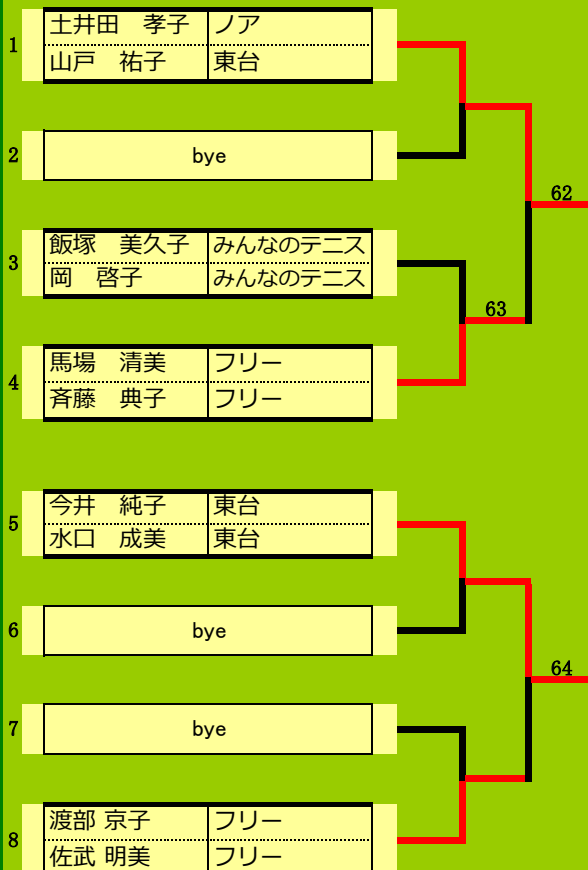 1
土井田　孝子 ノア
山戸　祐子 東台
2
bye
62
3
飯塚　美久子 みんなのテニス
岡　啓子 みんなのテニス
63
4
馬場　清美 フリー
斉藤　典子 フリー
5
今井　純子 東台
水口　成美 東台
6
bye
64
7
bye
8
渡部 京子 フリー
佐武 明美 フリー